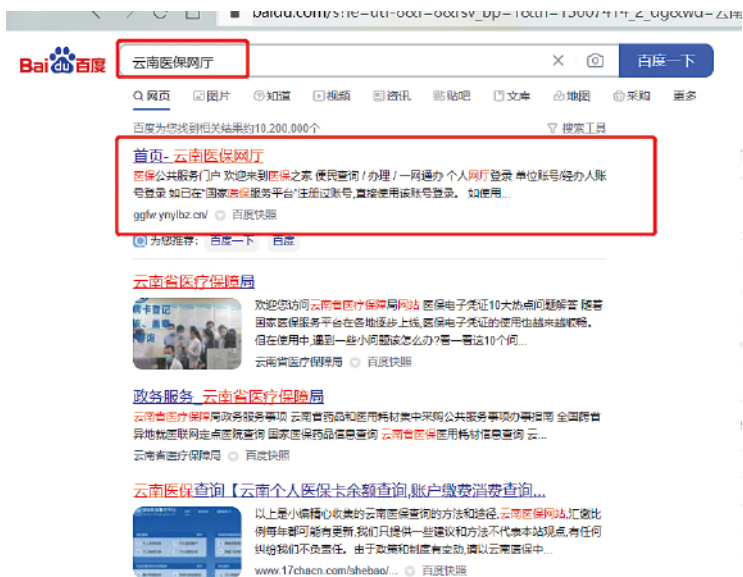 Bai du 百度
云南医保网厅
百度一下
网页 图片 知道 视频 资讯 贴吧 文库 地图 采购 更多
百度为您找到相关结果约10,200,000个 搜索工具
首页- 云南医保网厅
医保公共服务门户 欢迎来到医保之家 便民查询 / 办理 / 一网通办 个人网厅登录 单位账号/经办人账
号登录 如已在"国家医保服务平台"注册过账号,直接使用该账号登录。 如使用...
ggfw.ynylbz.cn/ 百度快照
为您推荐: 百度一下 百度
云南省医疗保障局
欢迎您访问云南省医疗保障局网站 医保电子凭证10大热点问题解答 随着
国家医保服务平台在各地逐步上线,医保电子凭证的使用也越来越顺畅。
但在使用中,遇到一些小问题该怎么办?看一看这10个问...
云南省医疗保障局 百度快照
政务服务_云南省医疗保障局
云南省医疗保障局政务服务事项 云南省药品和医用耗材集中采购公共服务事项办事指南 全国跨省
异地就医联网定点医院查询 国家医保药品信息查询 云南省医保医用耗材信息查询 云...
云南省医疗保障局 百度快照
云南医保查询【云南个人医保卡余额查询,账户缴费消费查询...
以上是小编精心收集的云南医保查询的方法和途径,云南医保网站,汇缴比
例每年都可能有更新,我们只提供一些建议和方法不代表本站观点,有任何
纠纷我们不负责任。由于政策和制度有变动,请以云南医保中...
www.17chacn.com/shebao/... 百度快照